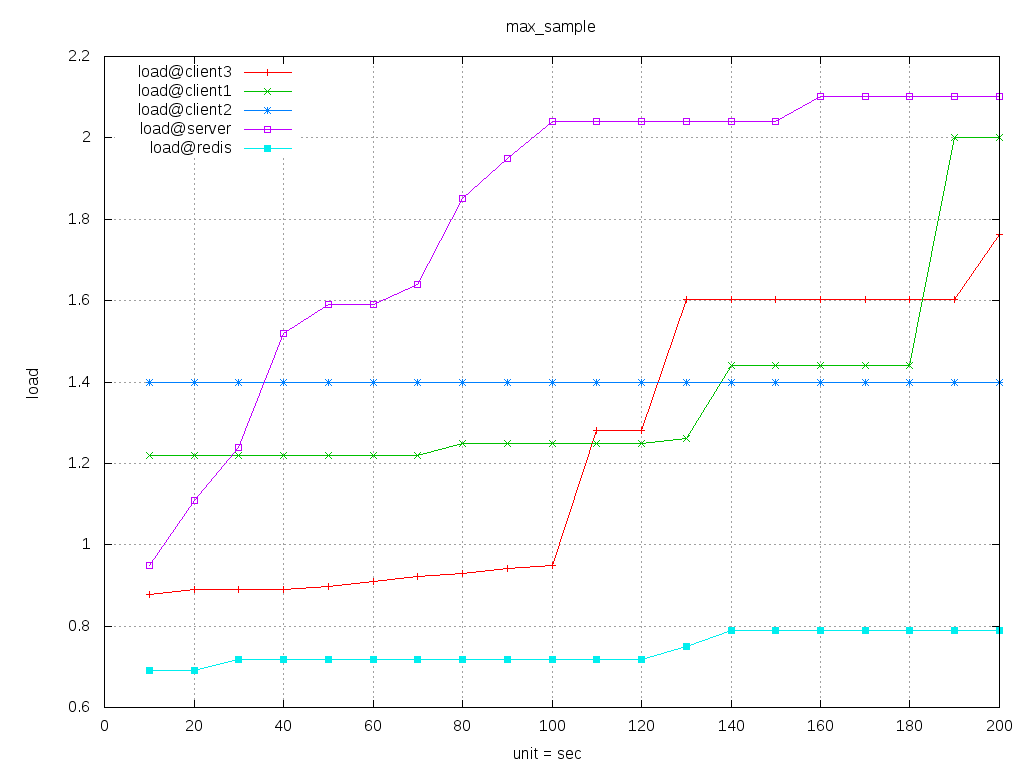 max_sample
2.2
2
1.8
1.6
1.4
1.2
1
0.8
0.6
load
load@client3
load@client1
load@client2
load@server
load@redis
0 20 40 60 80 100 120 140 160 180 200
unit = sec